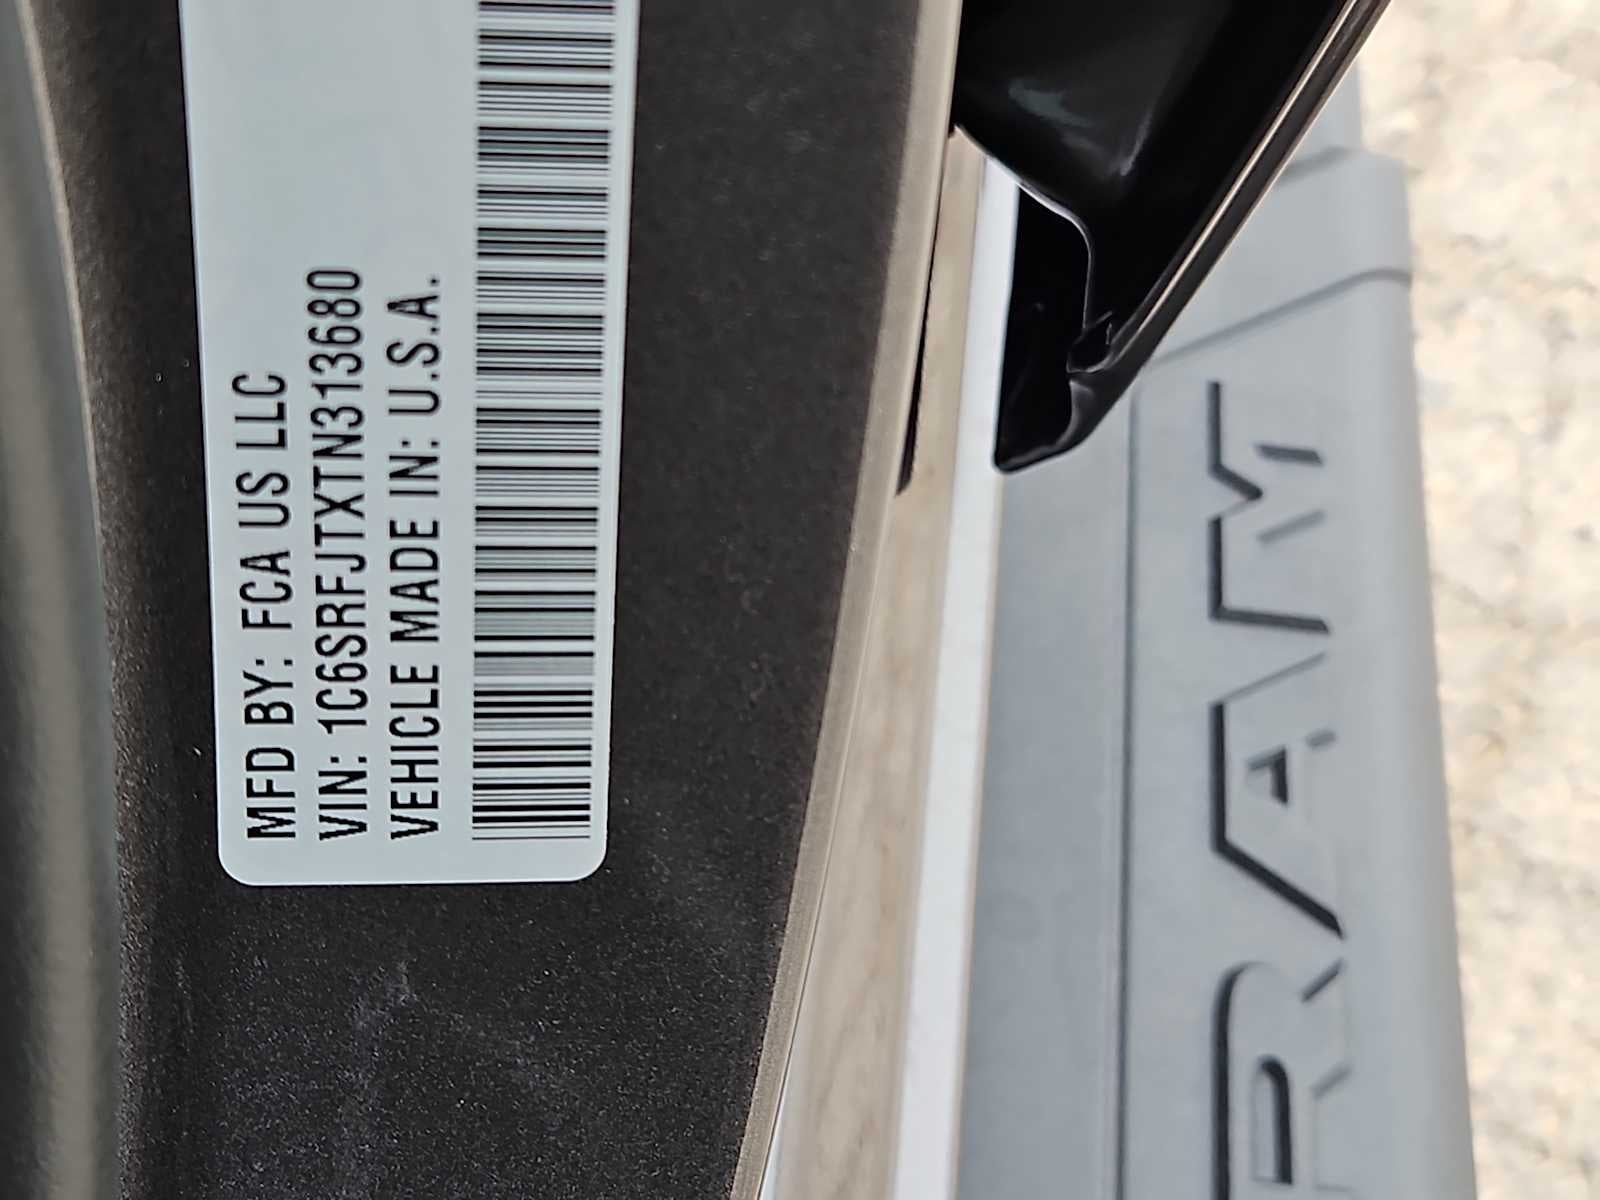 MFD BY: FCA US LLC
VIN: 1C6SRFJTXTN313680
VEHICLE MADE IN: U.S.A.
RAM